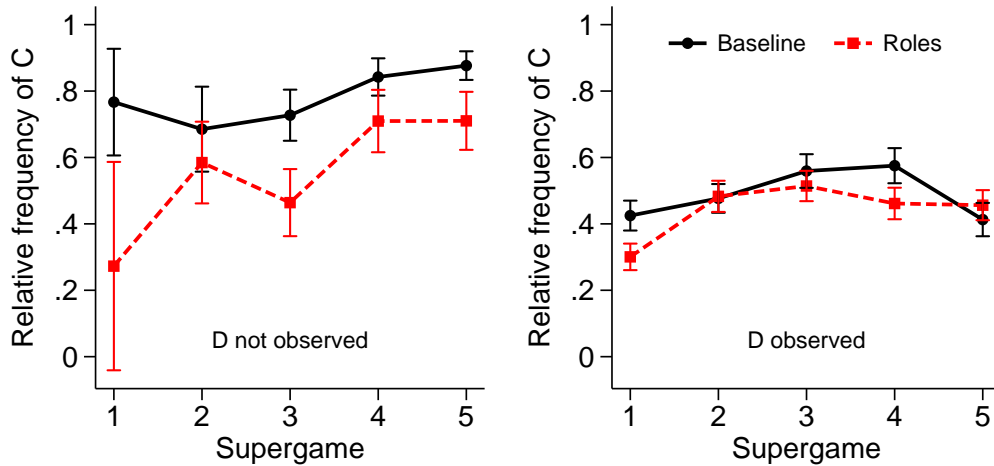 Relative frequency of C
1
.8
.6
.4
.2
0
D not observed
1 2 3 4 5
Supergame
Relative frequency of C
1
.8
.6
.4
.2
0
Baseline Roles
D observed
1 2 3 4 5
Supergame